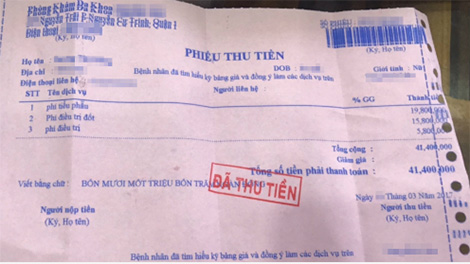 Phòng Khám Đa Khoa
Nguyễn Trãi P Nguyễn Cư Trinh, Quận 1
Điện thoại
(Ký, Họ tên)
(Ký, Họ tên)
PHIẾU THU TIỀN
Họ tên :
DOB :
Địa chỉ
Bệnh nhân đã tìm hiểu kỹ bảng giá và đồng ý làm các dịch vụ trên
Giới tính : Nữ
Điện thoại liên hệ :
Người liên hệ :
STT Tên dịch vụ % GG Thành
1 phí tiểu phẫu 19,800,000
2 Phí điều trị đốt 15,800,000
3 phí điều trị 5,800,000
Tổng cộng : 41,400,000
Giảm giá :
Tổng số tiền phải thanh toán : 41,400,000
Viết bằng chữ : BỐN MƯƠI MỐT TRIỆU BỐN TRĂM
ĐÃ THU TIỀN
Ngày Tháng 03 Năm 2017
Người nộp tiền Người thu tiền
(Ký, Họ tên) (Ký, Họ tên)
Bệnh nhân đã tìm hiểu kỹ bảng giá và đồng ý làm các dịch vụ trên